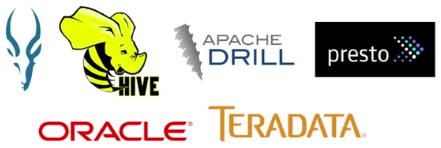 HIVE
APACHE
DRILL
presto
ORACLE®
TERADATA®